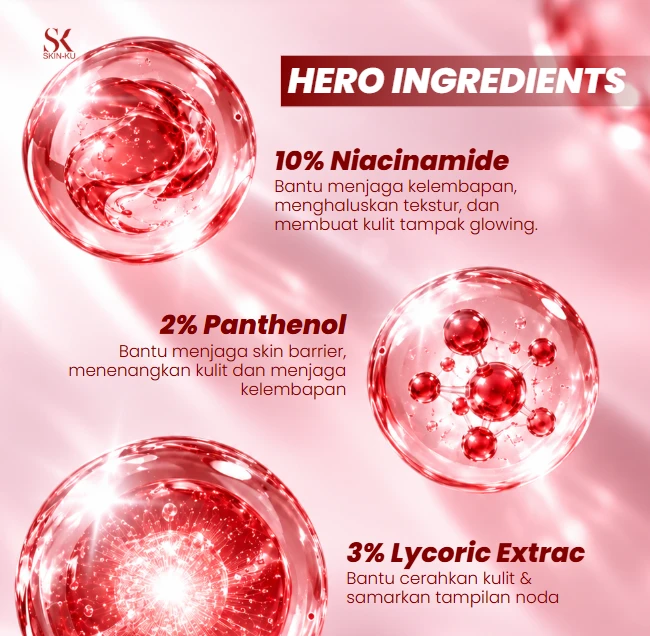 SK
SKIN-KU
HERO INGREDIENTS
10% Niacinamide
Bantu menjaga kelembapan,
menghaluskan tekstur, dan
membuat kulit tampak glowing.
2% Panthenol
Bantu menjaga skin barrier,
menenangkan kulit dan menjaga
kelembapan
3% Lycoric Extrac
Bantu cerahkan kulit &
samarkan tampilan noda